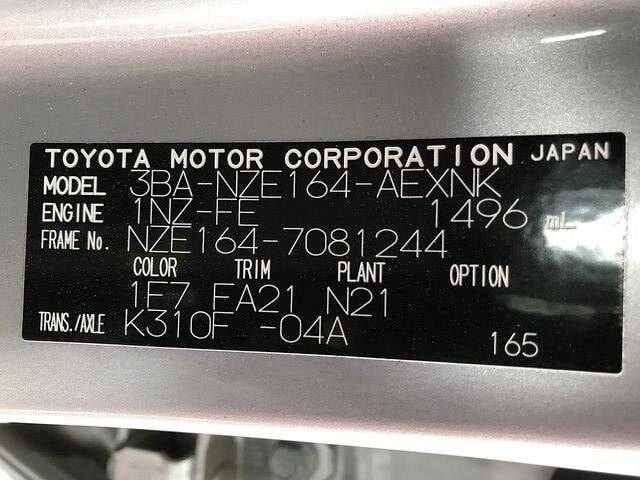 TOYOTA MOTOR CORPORATION JAPAN
MODEL 3BA-NZE164-AEXNK
ENGINE 1NZ-FE 1496 mL
FRAME No. NZE164-7081244
COLOR TRIM PLANT OPTION
1F7 FA21 N21
TRANS./AXLE K310F -04A
165